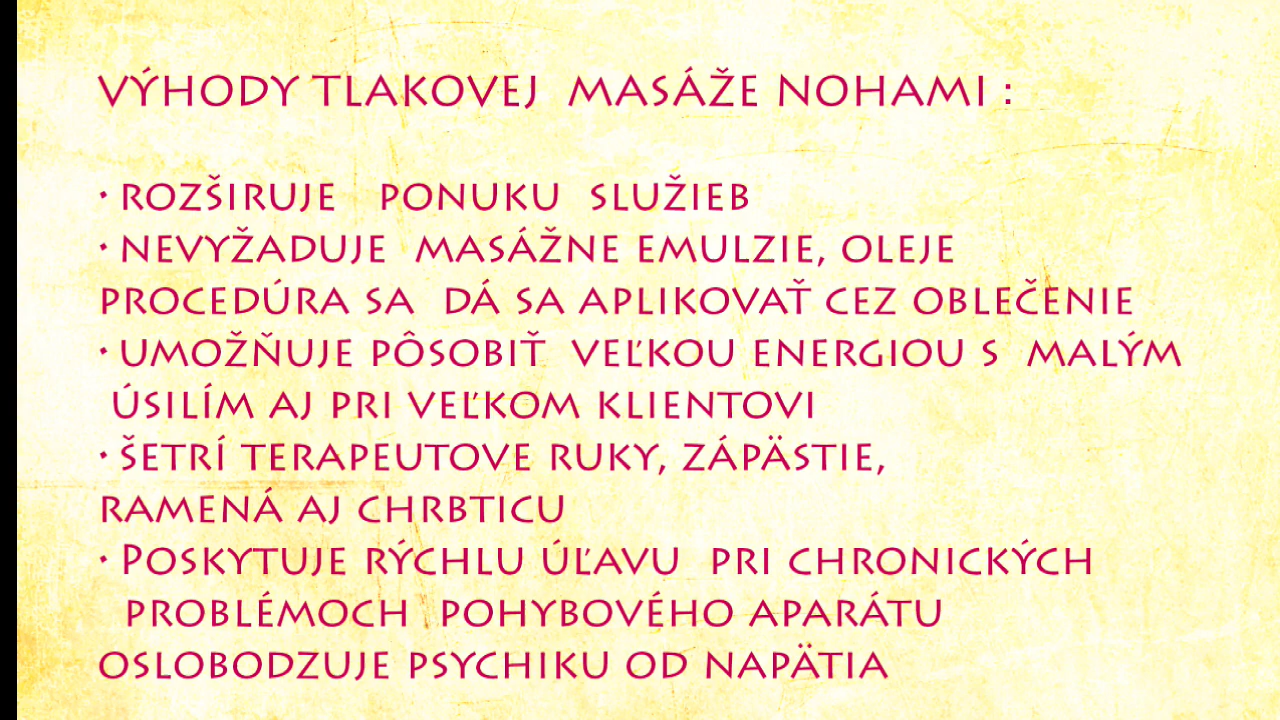 VÝHODY TLAKOVEJ MASÁŽE NOHAMI :
· ROZŠIRUJE PONUKU SLUŽIEB
· NEVYŽADUJE MASÁŽNE EMULZIE, OLEJE
PROCEDÚRA SA DÁ SA APLIKOVAŤ CEZ OBLEČENIE
· UMOŽŇUJE PÔSOBIŤ VEĽKOU ENERGIOU S MALÝM
ÚSILÍM AJ PRI VEĽKOM KLIENTOVI
· ŠETRÍ TERAPEUTOVE RUKY, ZÁPÄSTIE,
RAMENÁ AJ CHRBTICU
· POSKYTUJE RÝCHLU ÚĽAVU PRI CHRONICKÝCH
PROBLÉMOCH POHYBOVÉHO APARÁTU
OSLOBODZUJE PSYCHIKU OD NAPÄTIA